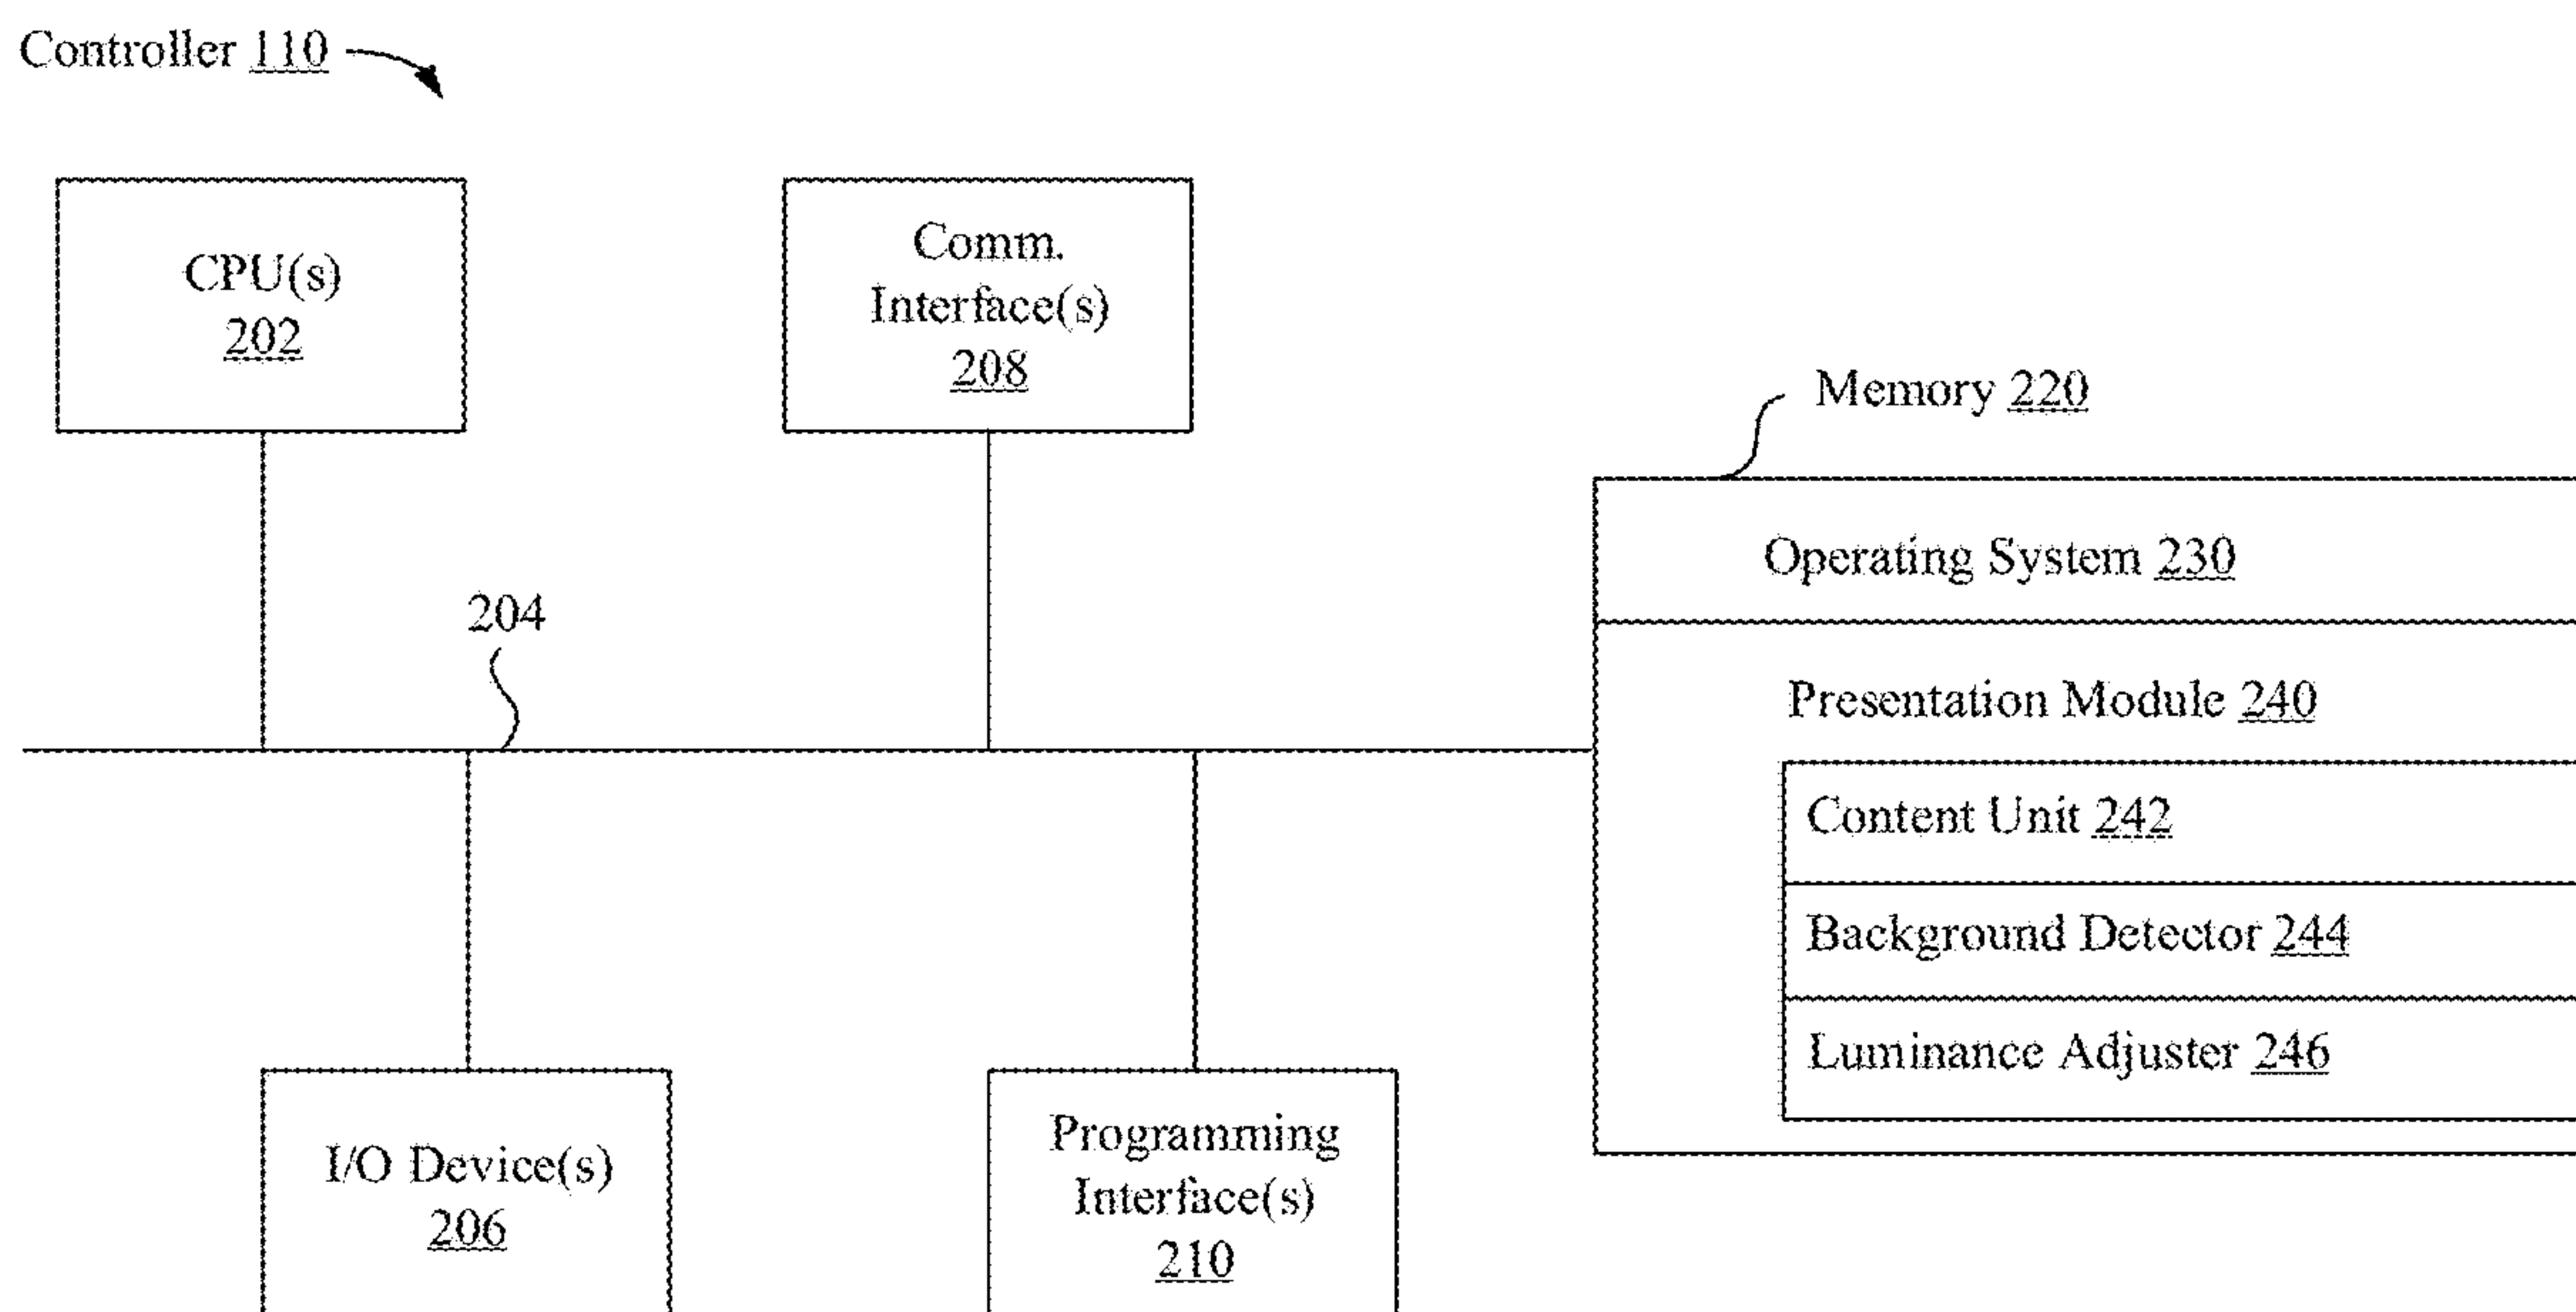 Controller 110
CPU(s)
202
Comm.
Interface(s)
208
Memory 220
Operating System 230
204
Presentation Module 240
Content Unit 242
Background Detector 244
Luminance Adjuster 246
I/O Device(s)
206
Programming
Interface(s)
210